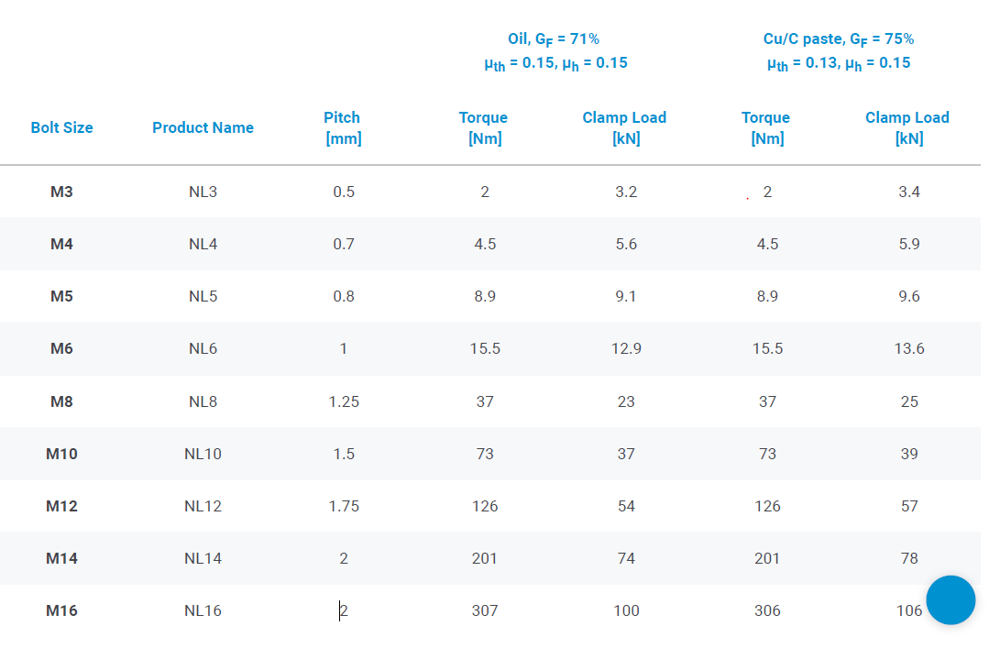 Oil, GF = 71% Cu/C paste, GF = 75%
μth = 0.15, μh = 0.15 μth = 0.13, μh = 0.15
Bolt Size Product Name Pitch [mm] Torque [Nm] Clamp Load [kN] Torque [Nm] Clamp Load [kN]
M3 NL3 0.5 2 3.2 2 3.4
M4 NL4 0.7 4.5 5.6 4.5 5.9
M5 NL5 0.8 8.9 9.1 8.9 9.6
M6 NL6 1 15.5 12.9 15.5 13.6
M8 NL8 1.25 37 23 37 25
M10 NL10 1.5 73 37 73 39
M12 NL12 1.75 126 54 126 57
M14 NL14 2 201 74 201 78
M16 NL16 2 307 100 306 106